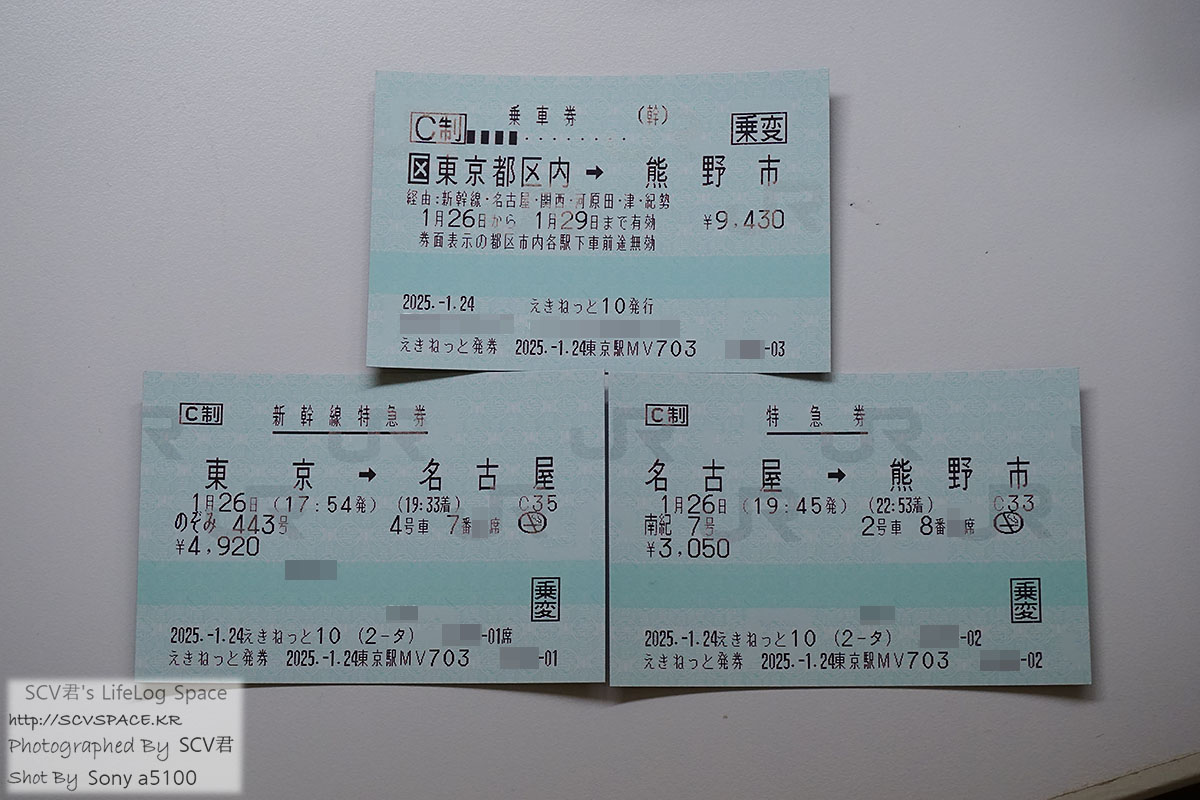 乗車券 (幹)
C制 乗変
区東京都区内 → 熊野市
経由:新幹線・名古屋・関西・河原田・津・紀勢
1月26日から 1月29日まで有効 ¥9,430
券面表示の都区市内各駅下車前途無効
2025.-1.24 えきねっと10発行
えきねっと発券 2025.-1.24東京駅MV703 -03
C制 新幹線特急券
東京 → 名古屋
1月26日 (17:54発) (19:33着) C35
のぞみ 443号 4号車 7番 席
¥4,920
乗変
2025.-1.24えきねっと10 (2-タ) -01席
えきねっと発券 2025.-1.24東京駅MV703 -01
C制 特急券
名古屋 → 熊野市
1月26日 (19:45発) (22:53着) C33
南紀 7号 2号車 8番 席
¥3,050
乗変
2025.-1.24えきねっと10 (2-タ) -02
えきねっと発券 2025.-1.24東京駅MV703 -02
SCV君's LifeLog Space
http://SCVSPACE.KR
Photographed By SCV君
Shot By Sony a5100